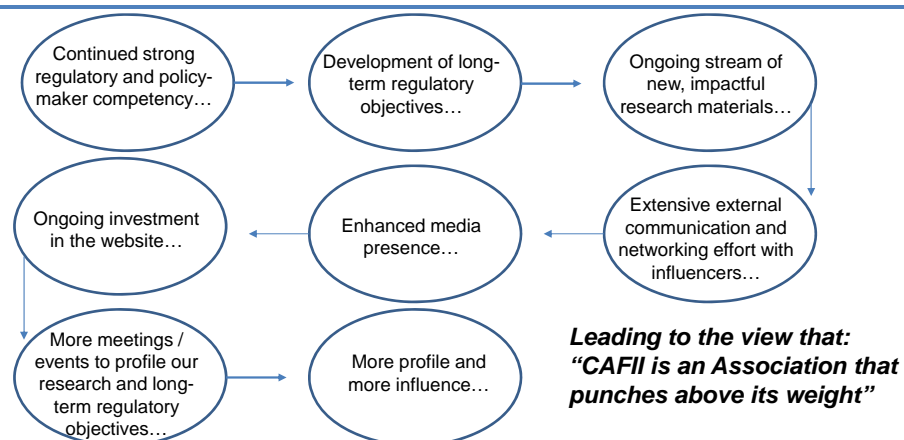 Continued strong
regulatory and policy-
maker competency…
Development of long-
term regulatory
objectives…
Ongoing stream of
new, impactful
research materials…
Extensive external
communication and
networking effort with
influencers…
Enhanced media
presence…
Ongoing investment
in the website…
More meetings /
events to profile our
research and long-
term regulatory
objectives…
More profile and
more influence…
Leading to the view that:
“CAFII is an Association that
punches above its weight”